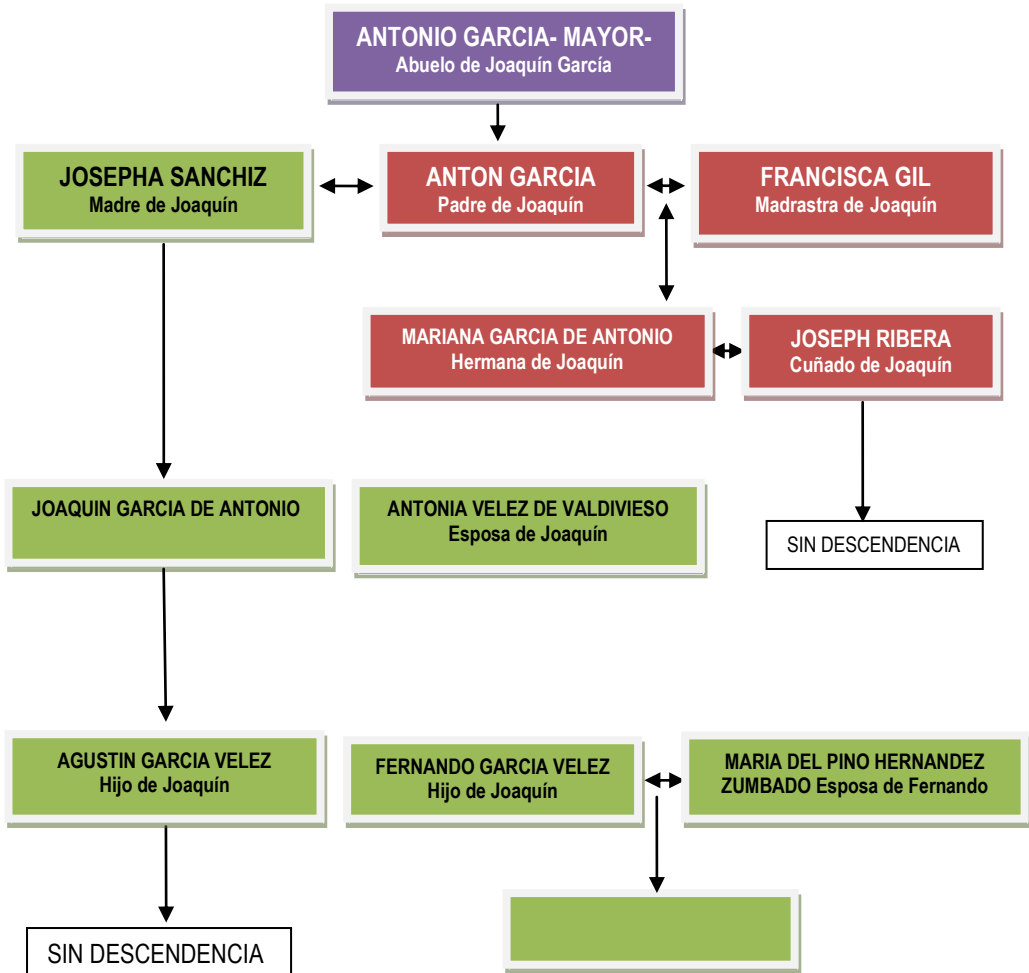 ANTONIO GARCIA- MAYOR-
Abuelo de Joaquín García
JOSEPHA SANCHIZ
Madre de Joaquín
ANTON GARCIA
Padre de Joaquín
FRANCISCA GIL
Madrastra de Joaquín
MARIANA GARCIA DE ANTONIO
Hermana de Joaquín
JOSEPH RIBERA
Cuñado de Joaquín
JOAQUIN GARCIA DE ANTONIO
ANTONIA VELEZ DE VALDIVIESO
Esposa de Joaquín
SIN DESCENDENCIA
AGUSTIN GARCIA VELEZ
Hijo de Joaquín
FERNANDO GARCIA VELEZ
Hijo de Joaquín
MARIA DEL PINO HERNANDEZ
ZUMBADO Esposa de Fernando
SIN DESCENDENCIA